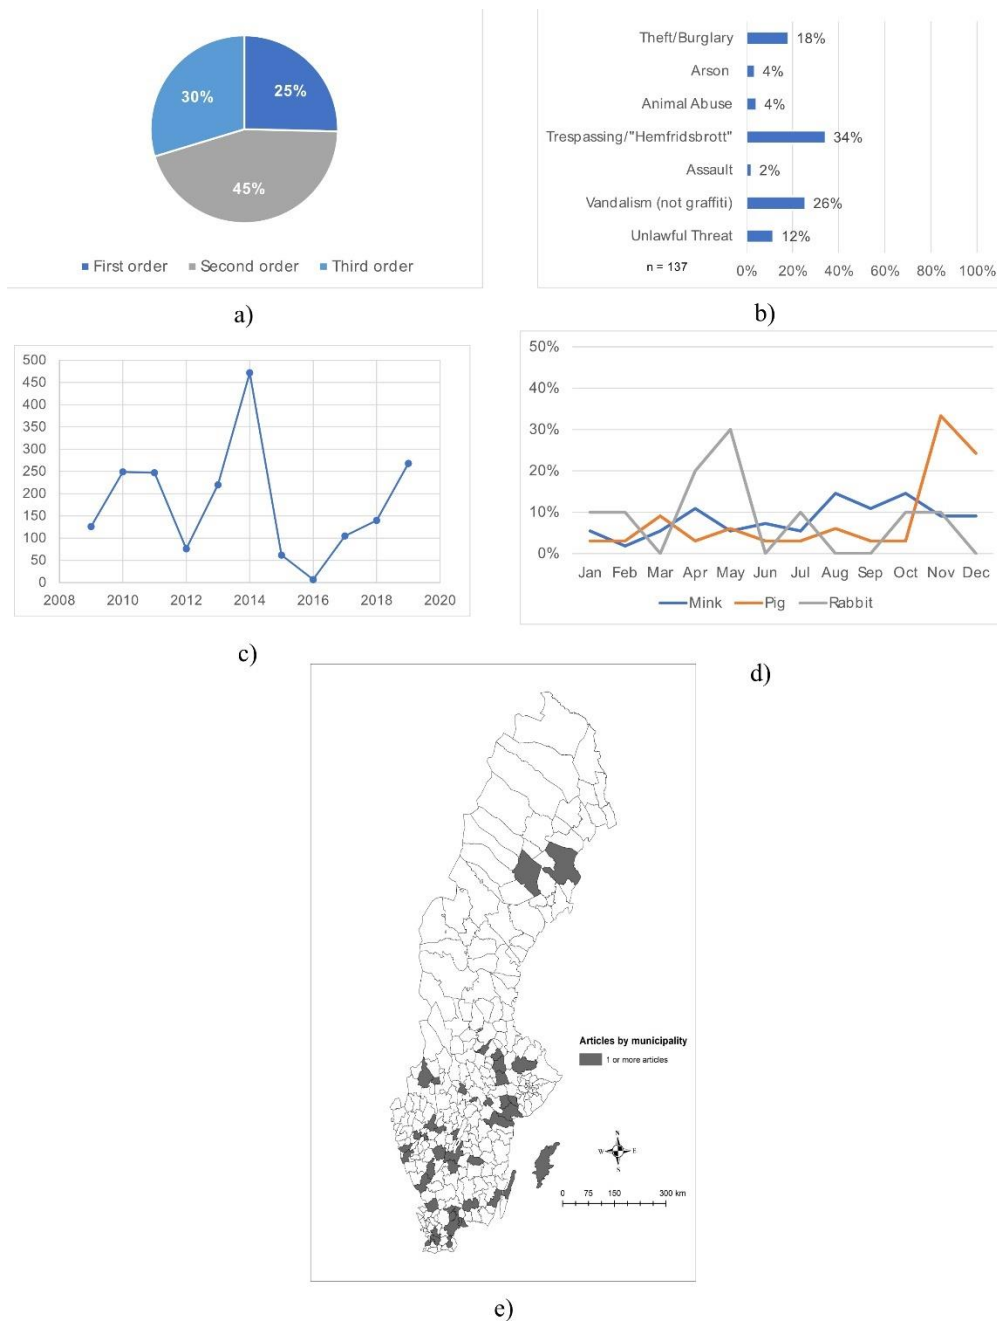 25%
30%
45%
First order Second order Third order
a)
Theft/Burglary 18%
Arson 4%
Animal Abuse 4%
Trespassing/"Hemfridsbrott" 34%
Assault 2%
Vandalism (not graffiti) 26%
Unlawful Threat 12%
n = 137
0% 20% 40% 60% 80% 100%
b)
500
450
400
350
300
250
200
150
100
50
0
2008 2010 2012 2014 2016 2018 2020
c)
50%
40%
30%
20%
10%
0%
Jan Feb Mar Apr May Jun Jul Aug Sep Oct Nov Dec
Mink Pig Rabbit
d)
Articles by municipality
1 or more articles
N
W E
S
0 75 150 300 km
e)